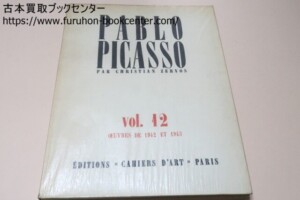 古本買取ブックセンター
https://www.furuhon-bookcenter.com/
PABLO
PICASSO
PAR CHRISTIAN ZERVOS
vol. 12
ŒUVRES DE 1942 ET 1943
ÉDITIONS • CAHIERS D'ART • PARIS